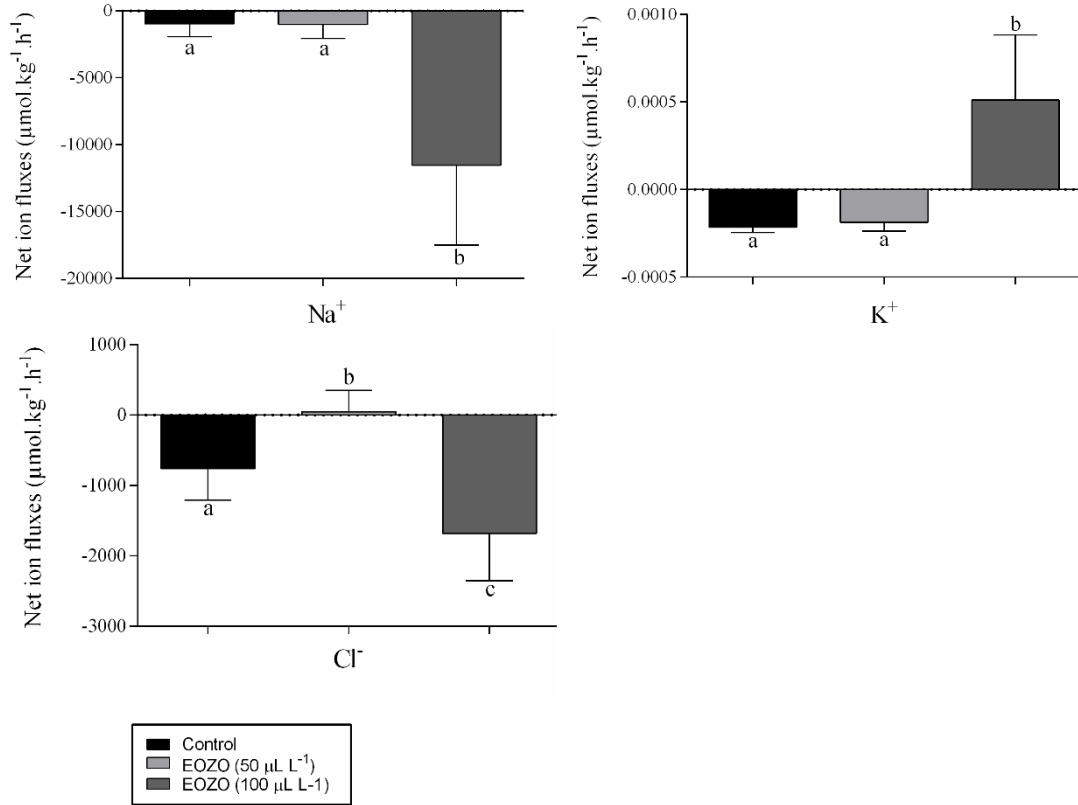 Net ion fluxes (µmol.kg⁻¹.h⁻¹)
0
-5000
-10000
-15000
-20000
a
a
b
Na⁺
Net ion fluxes (µmol.kg⁻¹.h⁻¹)
0.0010
0.0005
0.0000
-0.0005
a
a
b
K⁺
Net ion fluxes (µmol.kg⁻¹.h⁻¹)
1000
0
-1000
-2000
-3000
a
b
c
Cl⁻
Control
EOZO (50 µL L⁻¹)
EOZO (100 µL L-1)